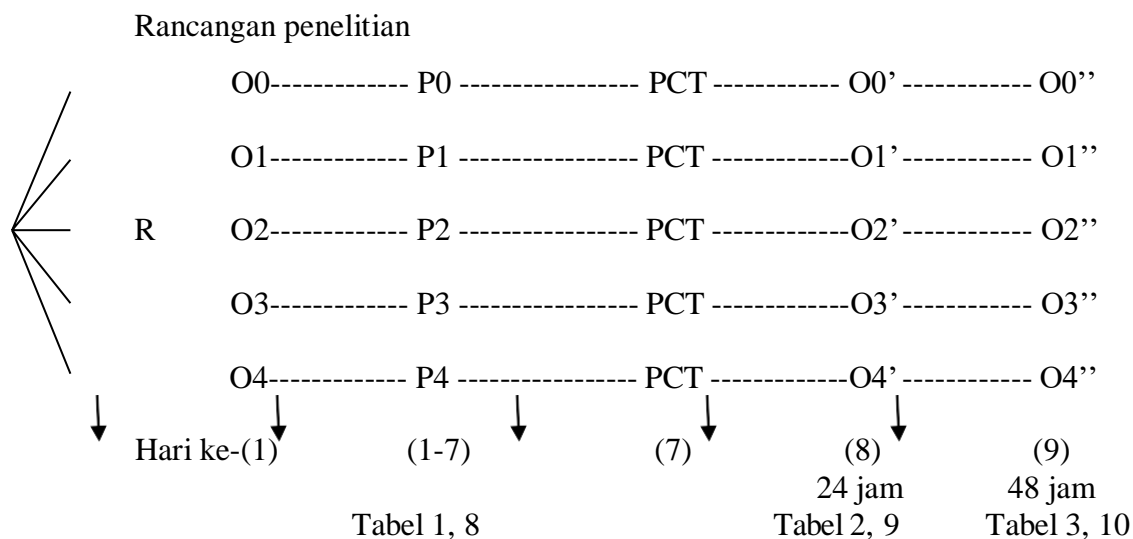 Rancangan penelitian
O0------------- P0 ----------------- PCT ------------ O0’ ------------ O0’’
O1------------- P1 ----------------- PCT -------------O1’ ------------ O1’’
R O2------------- P2 ----------------- PCT -------------O2’ ------------ O2’’
O3------------- P3 ----------------- PCT -------------O3’ ------------ O3’’
O4------------- P4 ----------------- PCT -------------O4’ ------------ O4’’
Hari ke-(1) (1-7) (7) (8) (9)
24 jam 48 jam
Tabel 1, 8 Tabel 2, 9 Tabel 3, 10